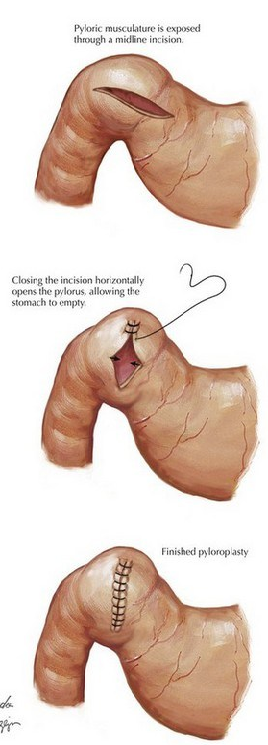 Pyloric musculature is exposed
through a midline incision.
Closing the incision horizontally
opens the pylorus, allowing the
stomach to empty.
Finished pyloroplasty